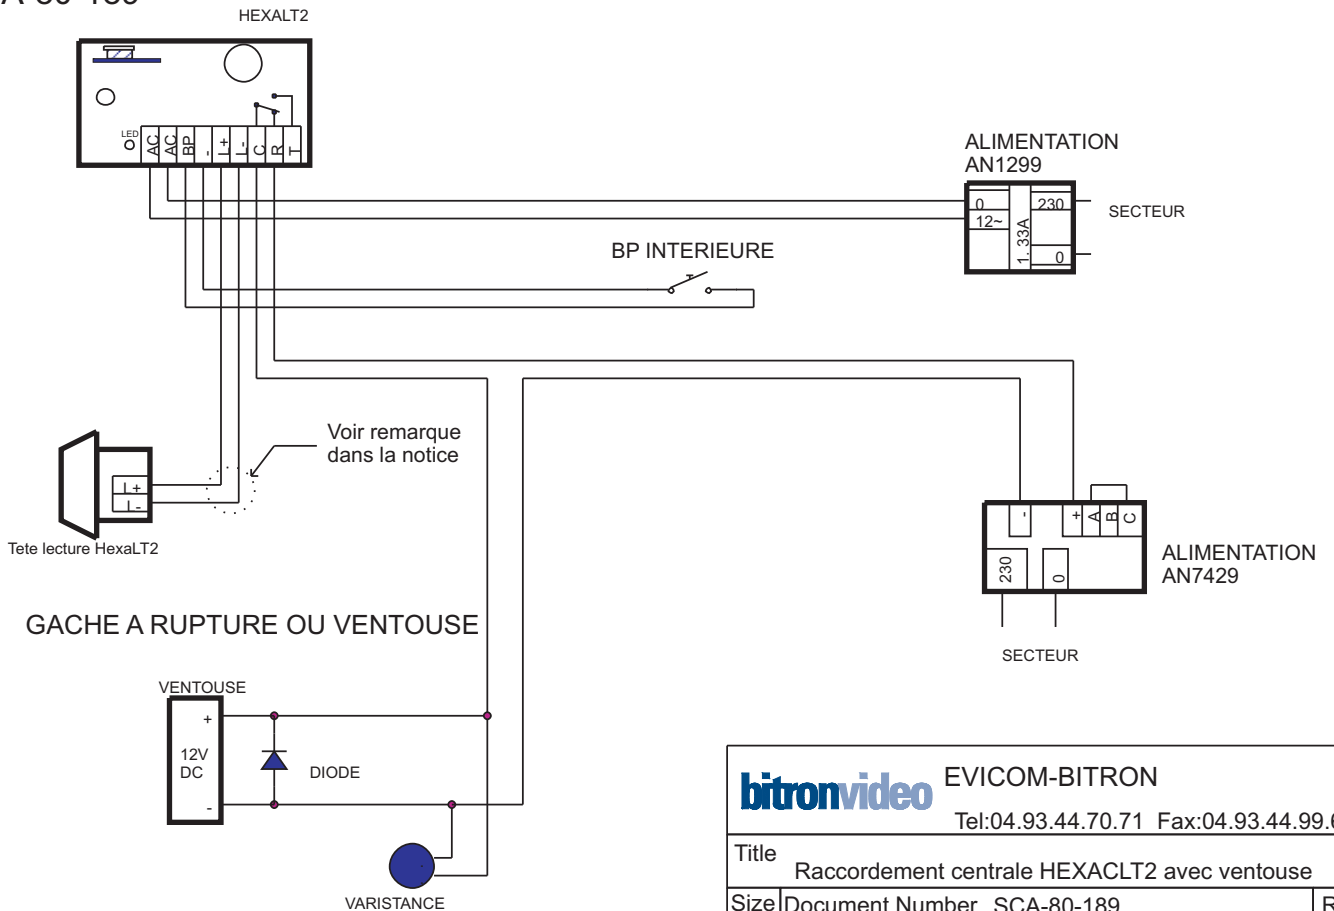 HEXALT2
LED
AC
AC
BP
-
L+
L-
C
R
T
ALIMENTATION
AN1299
0
12~
1. 33A
230
0
SECTEUR
BP INTERIEURE
Voir remarque
dans la notice
L+
L-
Tete lecture HexaLT2
-
+
A
B
C
230
0
ALIMENTATION
AN7429
SECTEUR
GACHE A RUPTURE OU VENTOUSE
VENTOUSE
+
12V
DC
-
DIODE
VARISTANCE
bitronvideo
EVICOM-BITRON
Tel:04.93.44.70.71 Fax:04.93.44.99.
Title
Raccordement centrale HEXACLT2 avec ventouse
Size
Document Number SCA-80-189
R